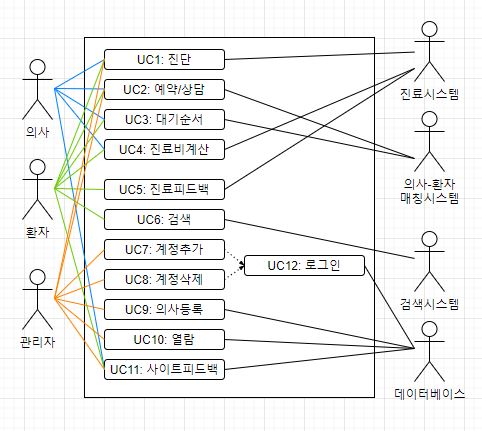 UC1: 진단
UC2: 예약/상담
UC3: 대기순서
UC4: 진료비계산
UC5: 진료피드백
UC6: 검색
UC7: 계정추가
UC8: 계정삭제
UC9: 의사등록
UC10: 열람
UC11: 사이트피드백
UC12: 로그인
의사
환자
관리자
진료시스템
의사-환자
매칭시스템
검색시스템
데이터베이스